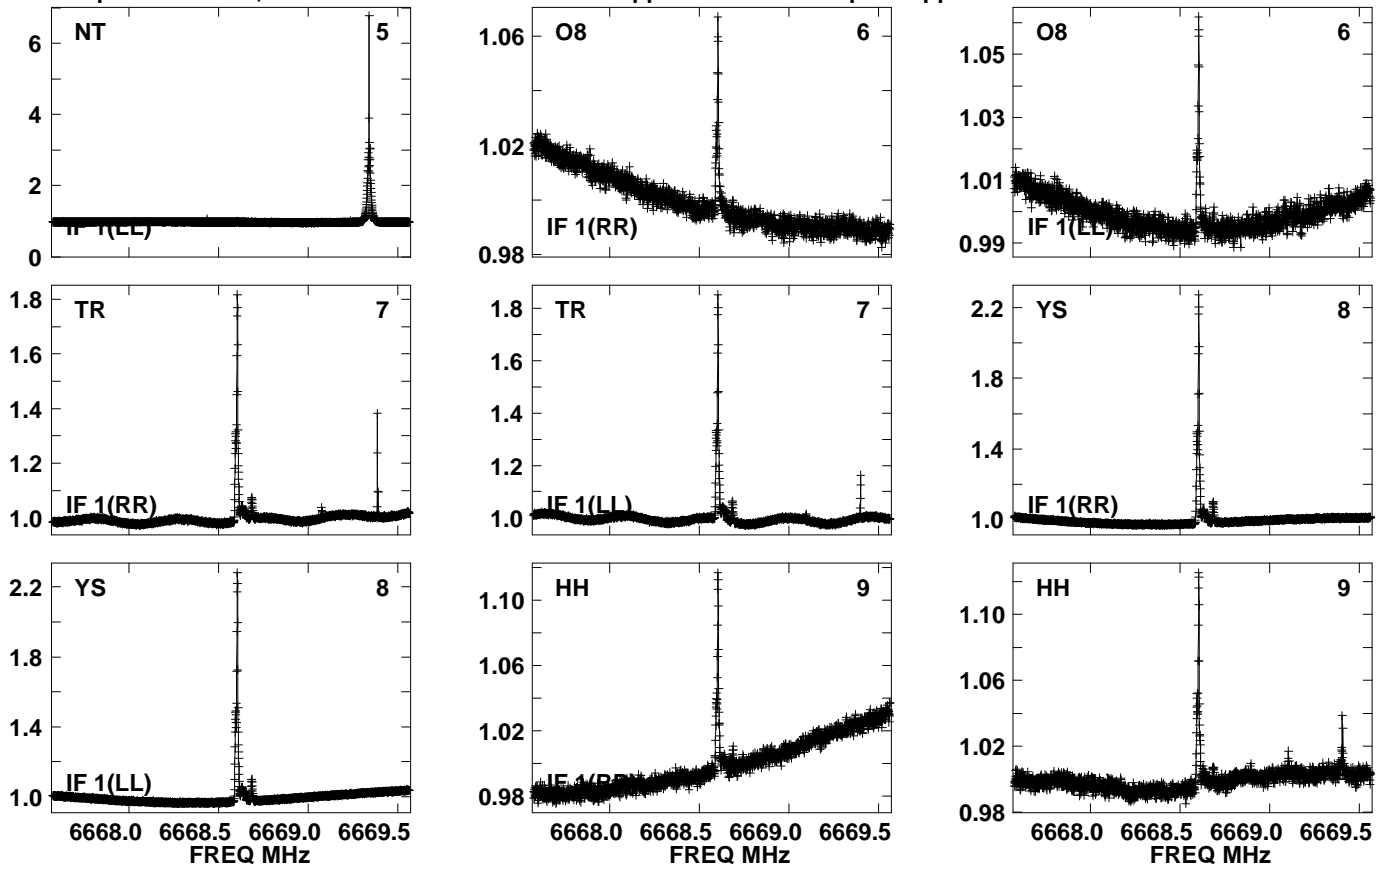 NT 5 O8 6 O8 6
6 1.06 1.05
4 1.03
2 1.02 1.01
IF 1(LL) IF 1(RR) IF 1(LL)
0 0.98 0.99
TR 7 TR 7 YS 8
1.8 1.8 2.2
1.6 1.6 1.8
1.4 1.4 1.4
1.2 1.2
IF 1(RR) IF 1(LL) IF 1(RR)
1.0 1.0 1.0
YS 8 HH 9 HH 9
2.2 1.10 1.10
1.8 1.06 1.06
1.4 1.02 1.02
IF 1(LL)
1.0 0.98 0.98
6668.0 6668.5 6669.0 6669.5 6668.0 6668.5 6669.0 6669.5 6668.0 6668.5 6669.0 6669.5
FREQ MHz FREQ MHz